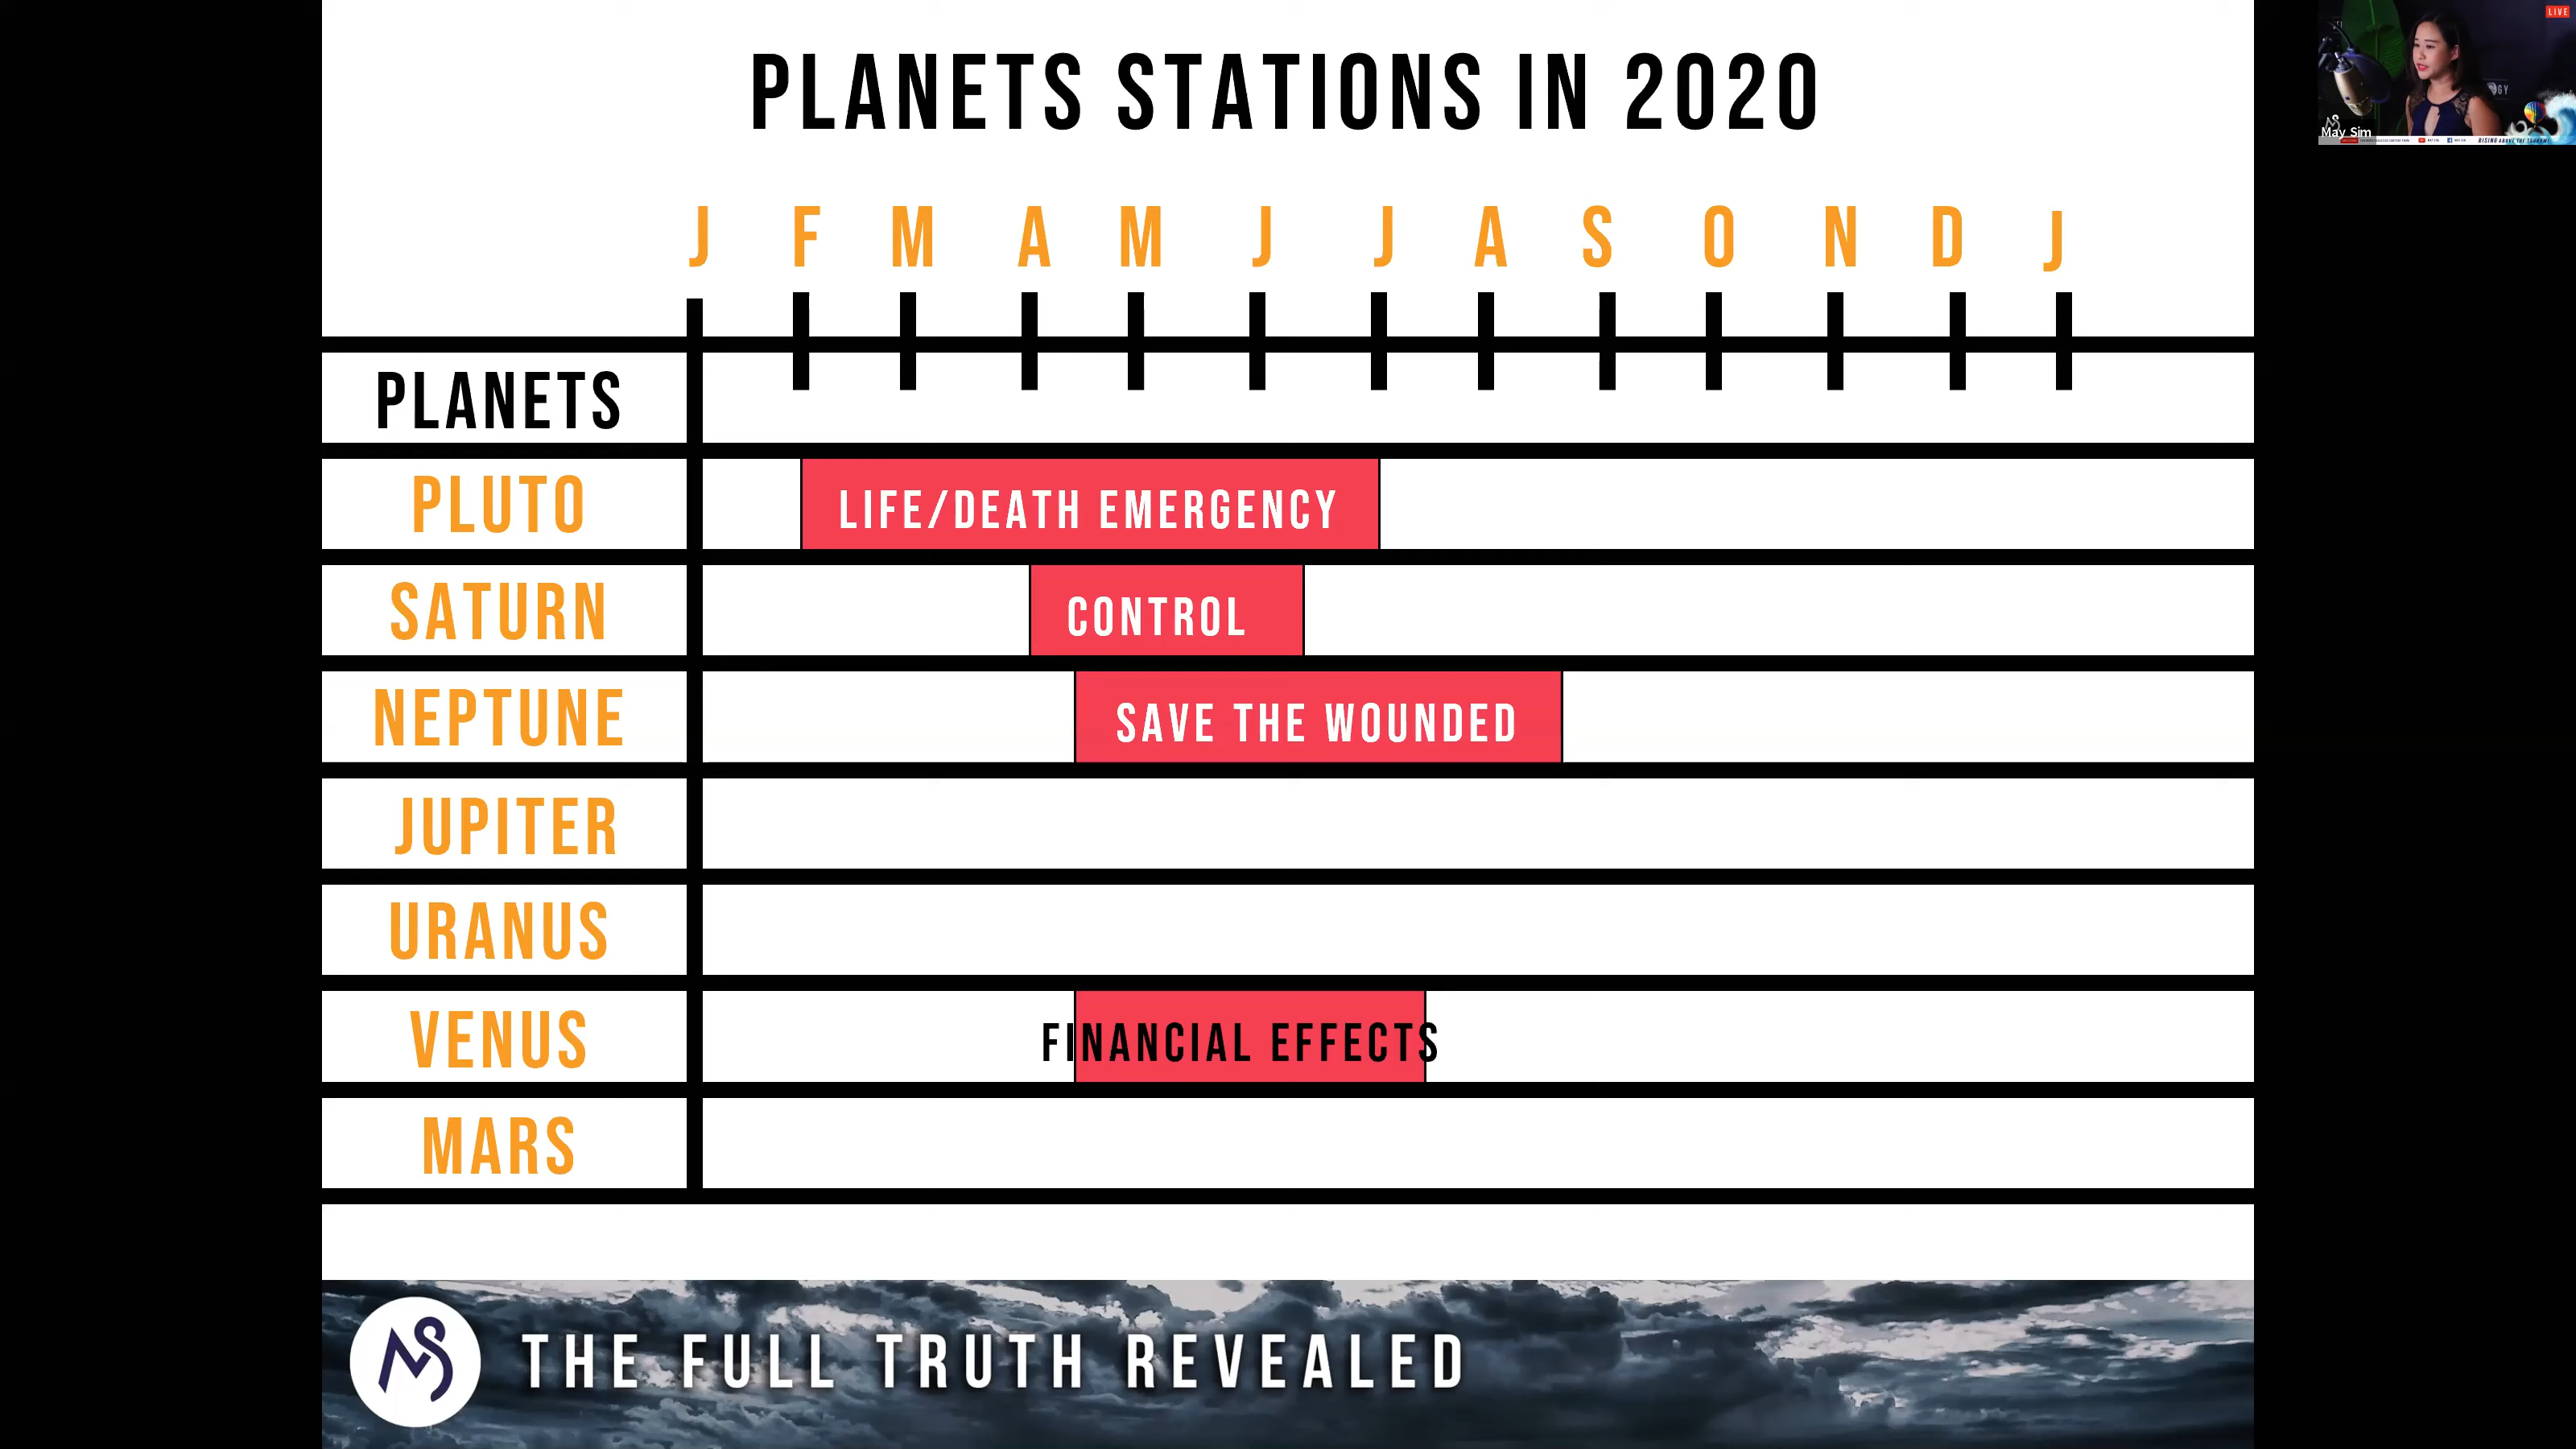 PLANETS STATIONS IN 2020
LIVE
May Sim
J F M A M J J A S O N D J
PLANETS
PLUTO LIFE/DEATH EMERGENCY
SATURN CONTROL
NEPTUNE SAVE THE WOUNDED
JUPITER
URANUS
VENUS FINANCIAL EFFECTS
MARS
THE FULL TRUTH REVEALED